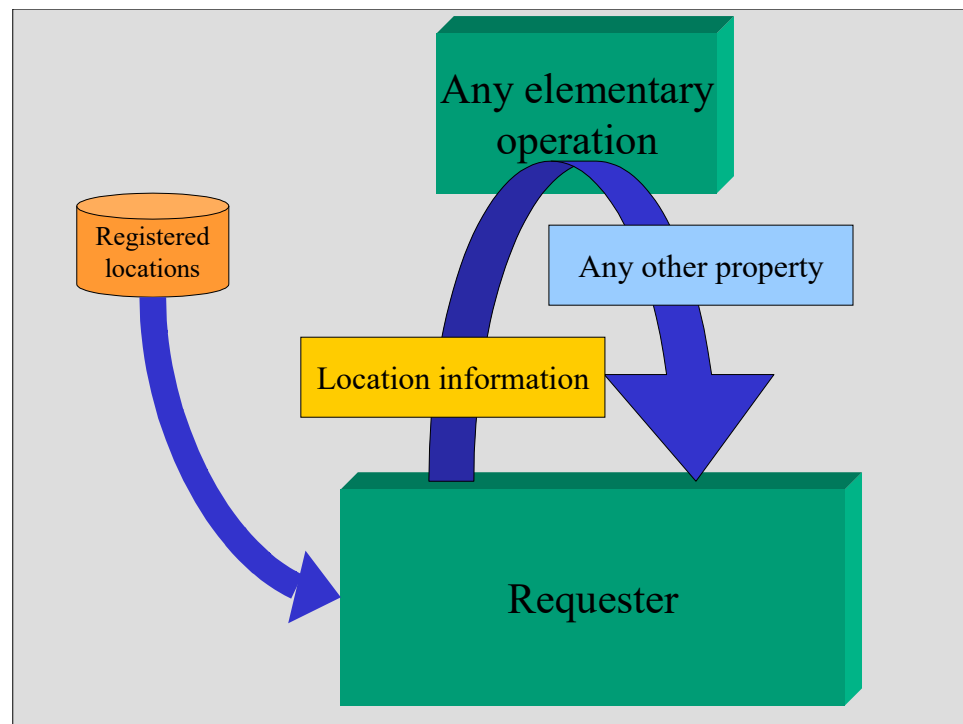 Any elementary
operation
Registered
locations
Any other property
Location information
Requester